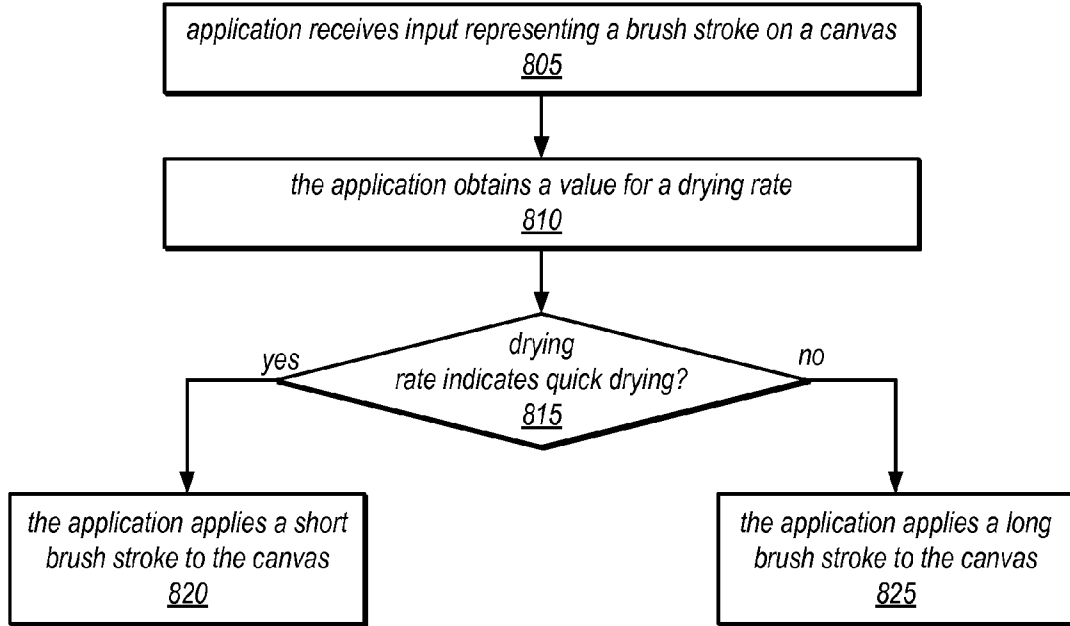 application receives input representing a brush stroke on a canvas
805
the application obtains a value for a drying rate
810
drying
rate indicates quick drying?
815
yes
no
the application applies a short
brush stroke to the canvas
820
the application applies a long
brush stroke to the canvas
825